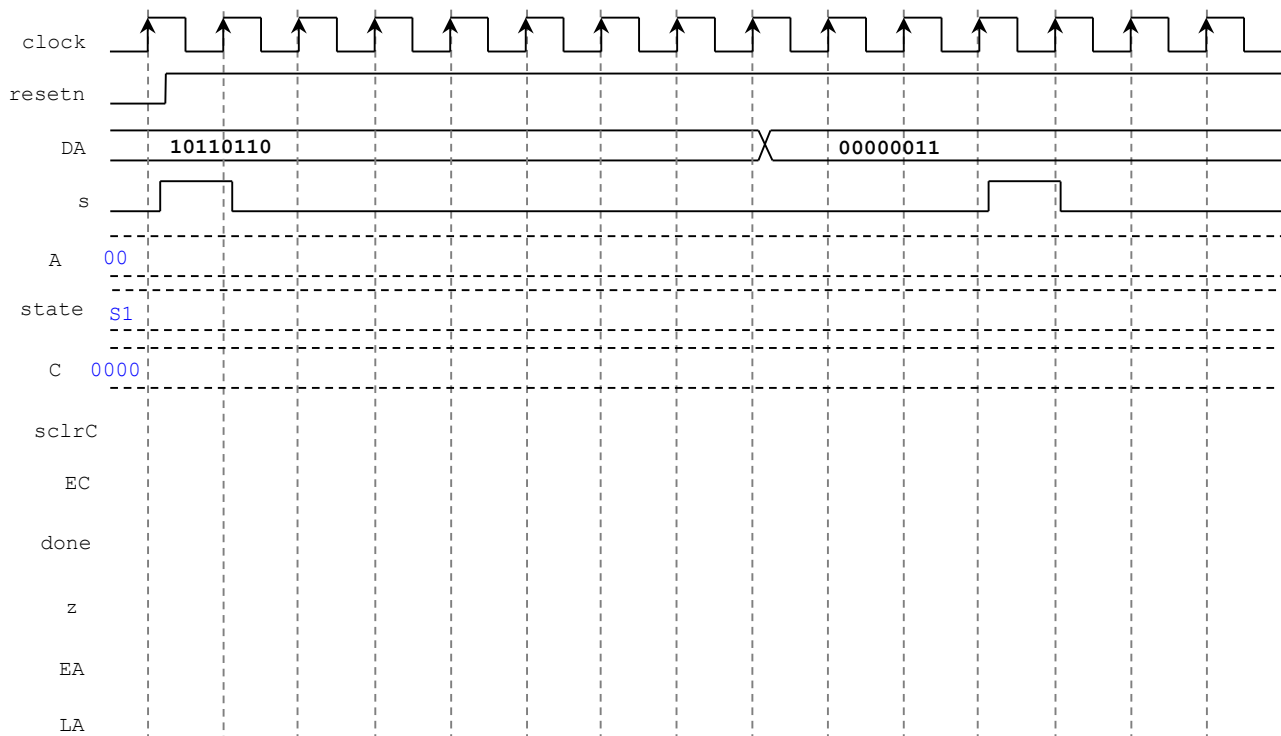 clock
resetn
DA 10110110 00000011
s
A 00
state S1
C 0000
sclrC
EC
done
z
EA
LA